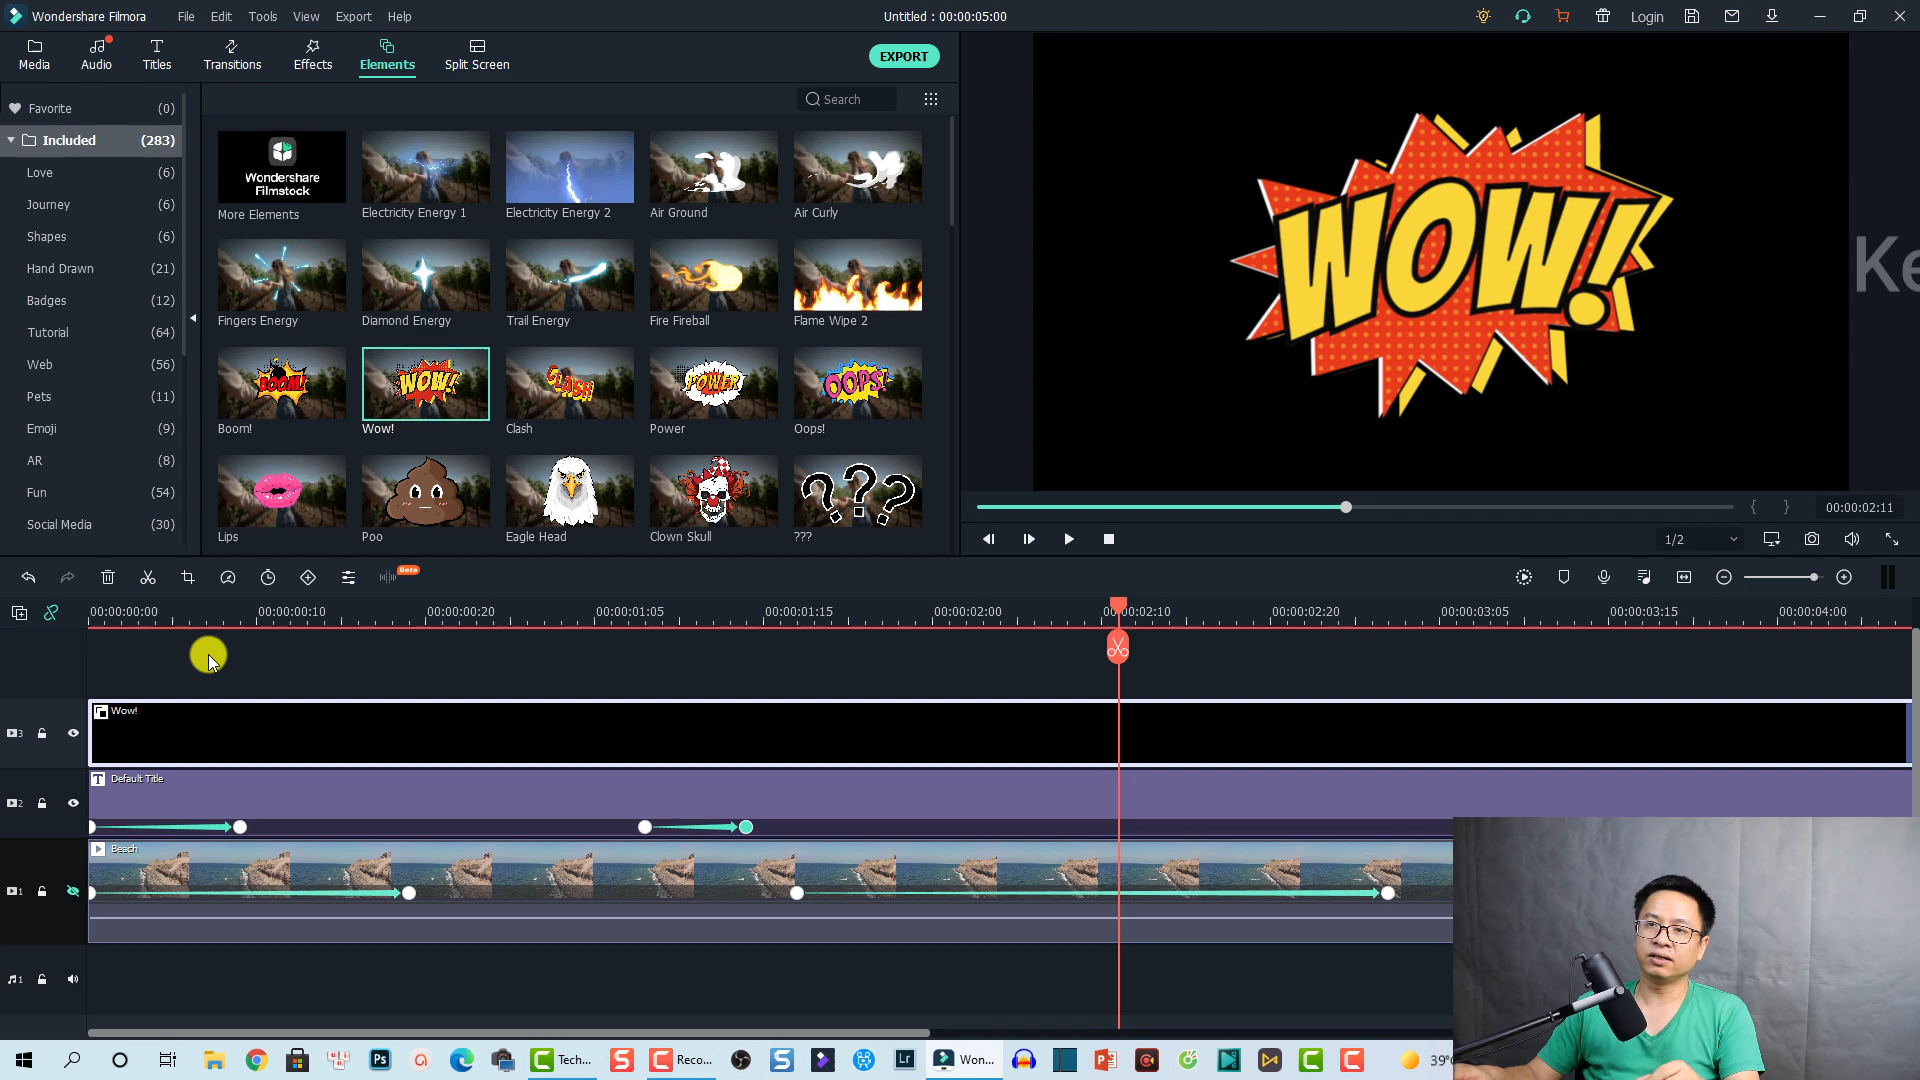 Wondershare Filmora File Edit Tools View Export Help Untitled : 00:00:05:00 Login
Media Audio Titles Transitions Effects Elements Split Screen EXPORT
Favorite (0)
Included (283)
Love (6)
Journey (6)
Shapes (6)
Hand Drawn (21)
Badges (12)
Tutorial (64)
Web (56)
Pets (11)
Emoji (9)
AR (8)
Fun (54)
Social Media (30)
Search
Wondershare
Filmstock
More Elements Electricity Energy 1 Electricity Energy 2 Air Ground Air Curly
Fingers Energy Diamond Energy Trail Energy Fire Fireball Flame Wipe 2
BOOM! WOW! CLASH! POWER OOPS!
Boom! Wow! Clash Power Oops!
???
Lips Poo Eagle Head Clown Skull ???
WOW!
Ke
{ } 00:00:02:11
1/2
Beta
00:00:00:00 00:00:00:10 00:00:00:20 00:00:01:05 00:00:01:15 00:00:02:00 00:00:02:10 00:00:02:20 00:00:03:05 00:00:03:15 00:00:04:00
3 Wow!
T Default Title
2
Beach
1
1
Ps Tech... Reco... Lr Won... 39°